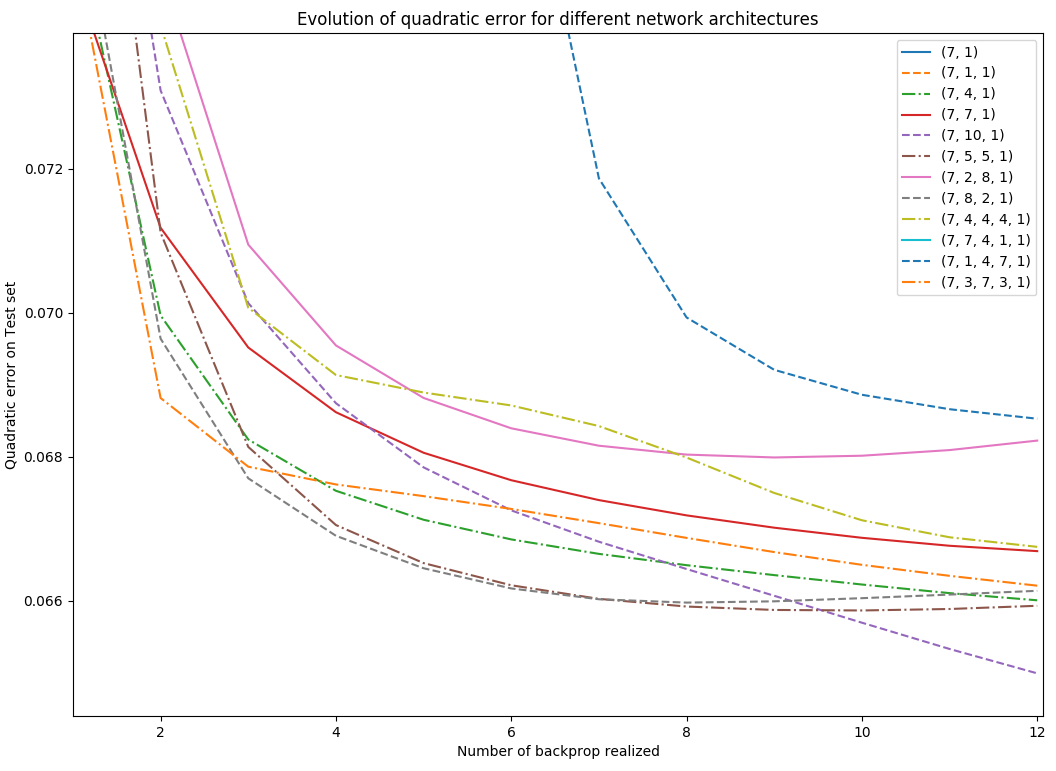 Evolution of quadratic error for different network architectures
Quadratic error on Test set
0.072
0.070
0.068
0.066
2
4
6
8
10
12
Number of backprop realized
(7, 1)
(7, 1, 1)
(7, 4, 1)
(7, 7, 1)
(7, 10, 1)
(7, 5, 5, 1)
(7, 2, 8, 1)
(7, 8, 2, 1)
(7, 4, 4, 4, 1)
(7, 7, 4, 1, 1)
(7, 1, 4, 7, 1)
(7, 3, 7, 3, 1)